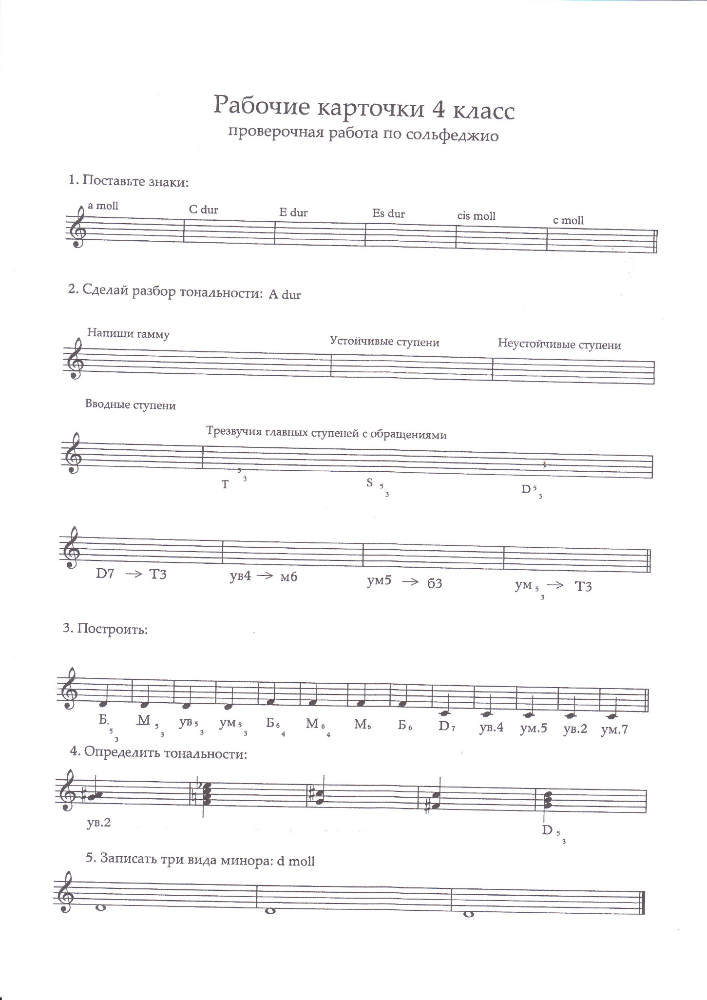 Рабочие карточки 4 класс
проверочная работа по сольфеджио
1. Поставьте знаки:
a moll C dur E dur Es dur cis moll c moll
2. Сделай разбор тональности: A dur
Напиши гамму Устойчивые ступени Неустойчивые ступени
Вводные ступени
Трезвучия главных ступеней с обращениями
T 5 3 S 5 3 D 5 3
D7 → T3 ув4 → м6 ум5 → б3 ум 5 3 → T3
3. Построить:
Б. 5 3 М 5 3 ув 5 3 ум 5 3 Б 6 4 М 6 4 М 6 Б 6 D 7 ув.4 ум.5 ув.2 ум.7
4. Определить тональности:
ув.2 D 5 3
5. Записать три вида минора: d moll